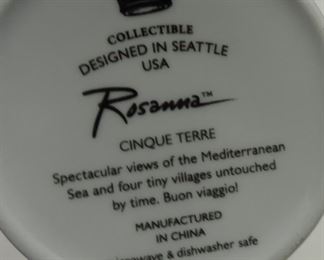 COLLECTIBLE
DESIGNED IN SEATTLE
USA
Rosanna™
CINQUE TERRE
Spectacular views of the Mediterranean
Sea and four tiny villages untouched
by time. Buon viaggio!
MANUFACTURED
IN CHINA
& dishwasher safe